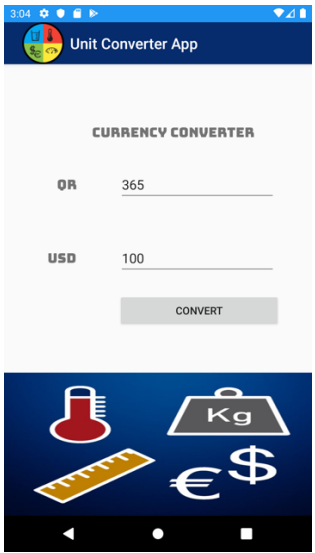 3:04
Unit Converter App
CURRENCY CONVERTER
QR 365
USD 100
CONVERT
Kg
€ $